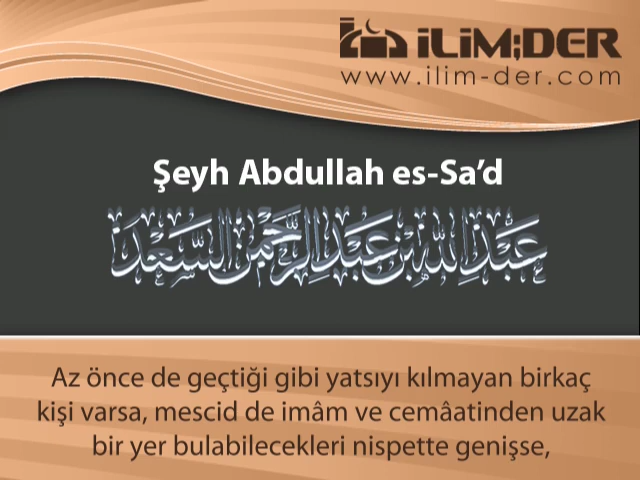 iLiM;DER
www.ilim-der.com
Şeyh Abdullah es-Sa’d
عبد الله بن عبد الرحمن السعد
Az önce de geçtiği gibi yatsıyı kılmayan birkaç
kişi varsa, mescid de imâm ve cemâatinden uzak
bir yer bulabilecekleri nispette genişse,